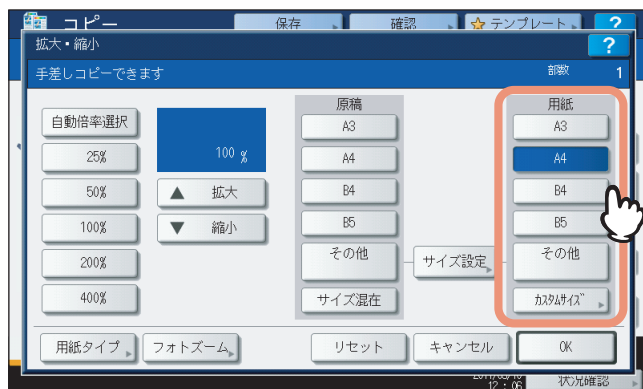 コピー
保存
確認
テンプレート
?
拡大・縮小
?
手差しコピーできます
部数 1
自動倍率選択
25%
50%
100%
200%
400%
100 %
▲ 拡大
▼ 縮小
原稿
A3
A4
B4
B5
その他
サイズ混在
サイズ設定
用紙
A3
A4
B4
B5
その他
カスタムサイズ
用紙タイプ
フォトズーム
リセット
キャンセル
OK
12:06
状況確認